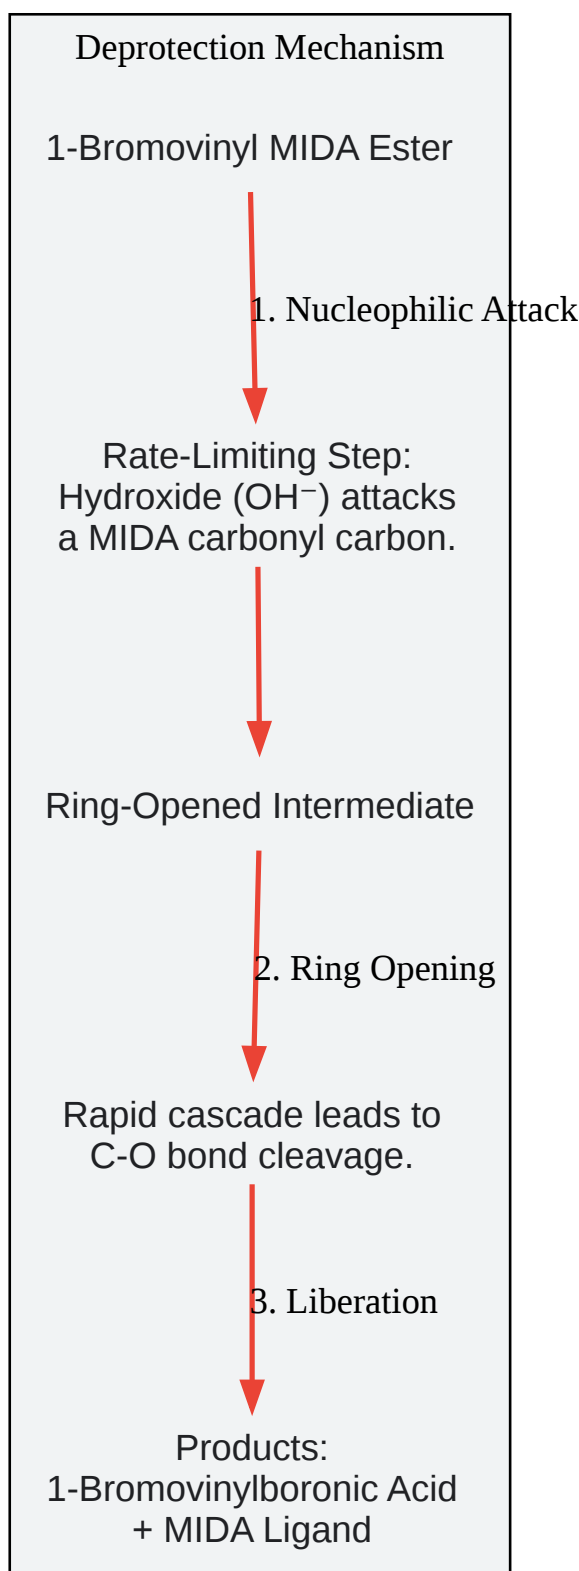 Deprotection Mechanism
1-Bromovinyl MIDA Ester
1. Nucleophilic Attack
Rate-Limiting Step:
Hydroxide (OH⁻) attacks
a MIDA carbonyl carbon.
Ring-Opened Intermediate
2. Ring Opening
Rapid cascade leads to
C-O bond cleavage.
3. Liberation
Products:
1-Bromovinylboronic Acid
+ MIDA Ligand